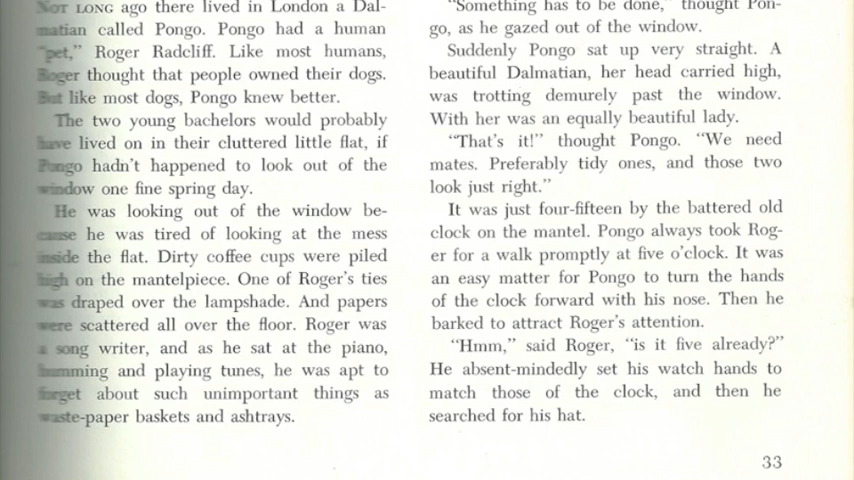 NOT LONG ago there lived in London a Dal-
matian called Pongo. Pongo had a human
"pet," Roger Radcliff. Like most humans,
Roger thought that people owned their dogs.
But like most dogs, Pongo knew better.
The two young bachelors would probably
have lived on in their cluttered little flat, if
Pongo hadn't happened to look out of the
window one fine spring day.
He was looking out of the window be-
cause he was tired of looking at the mess
inside the flat. Dirty coffee cups were piled
high on the mantelpiece. One of Roger's ties
was draped over the lampshade. And papers
were scattered all over the floor. Roger was
a song writer, and as he sat at the piano,
humming and playing tunes, he was apt to
forget about such unimportant things as
waste-paper baskets and ashtrays.
"Something has to be done," thought Pon-
go, as he gazed out of the window.
Suddenly Pongo sat up very straight. A
beautiful Dalmatian, her head carried high,
was trotting demurely past the window.
With her was an equally beautiful lady.
"That's it!" thought Pongo. "We need
mates. Preferably tidy ones, and those two
look just right."
It was just four-fifteen by the battered old
clock on the mantel. Pongo always took Rog-
er for a walk promptly at five o'clock. It was
an easy matter for Pongo to turn the hands
of the clock forward with his nose. Then he
barked to attract Roger's attention.
"Hmm," said Roger, "is it five already?"
He absent-mindedly set his watch hands to
match those of the clock, and then he
searched for his hat.
33